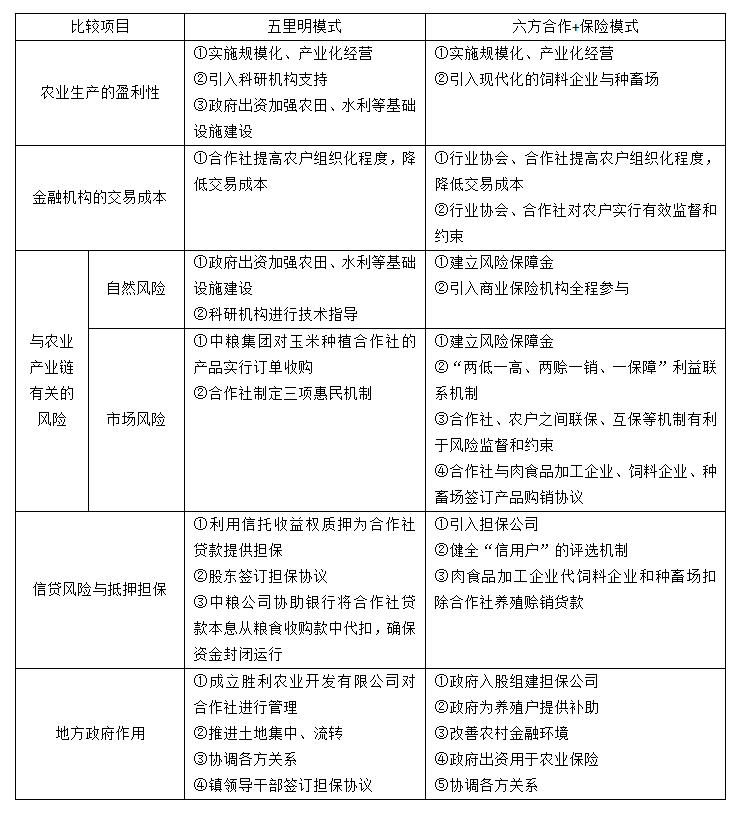 比较项目
五里明模式
六方合作+保险模式
农业生产的盈利性
①实施规模化、产业化经营
②引入科研机构支持
③政府出资加强农田、水利等基础
设施建设
①实施规模化、产业化经营
②引入现代化的饲料企业与种畜场
金融机构的交易成本
①合作社提高农户组织化程度，降
低交易成本
①行业协会、合作社提高农户组织化程度，
降低交易成本
②行业协会、合作社对农户实行有效监督和
约束
与农业
产业链
有关的
风险
自然风险
①政府出资加强农田、水利等基础
设施建设
②科研机构进行技术指导
①建立风险保障金
②引入商业保险机构全程参与
市场风险
①中粮集团对玉米种植合作社的
产品实行订单收购
②合作社制定三项惠民机制
①建立风险保障金
②“两低一高、两赊一销、一保障”利益联
系机制
③合作社、农户之间联保、互保等机制有利
于风险监督和约束
④合作社与肉食品加工企业、饲料企业、种
畜场签订产品购销协议
信贷风险与抵押担保
①利用信托收益权质押为合作社
贷款提供担保
②股东签订担保协议
③中粮公司协助银行将合作社贷
款本息从粮食收购款中代扣，确保
资金封闭运行
①引入担保公司
②健全“信用户”的评选机制
③肉食品加工企业代饲料企业和种畜场扣
除合作社养殖赊销货款
地方政府作用
①成立胜利农业开发有限公司对
合作社进行管理
②推进土地集中、流转
③协调各方关系
④镇领导干部签订担保协议
①政府入股组建担保公司
②政府为养殖户提供补助
③改善农村金融环境
④政府出资用于农业保险
⑤协调各方关系